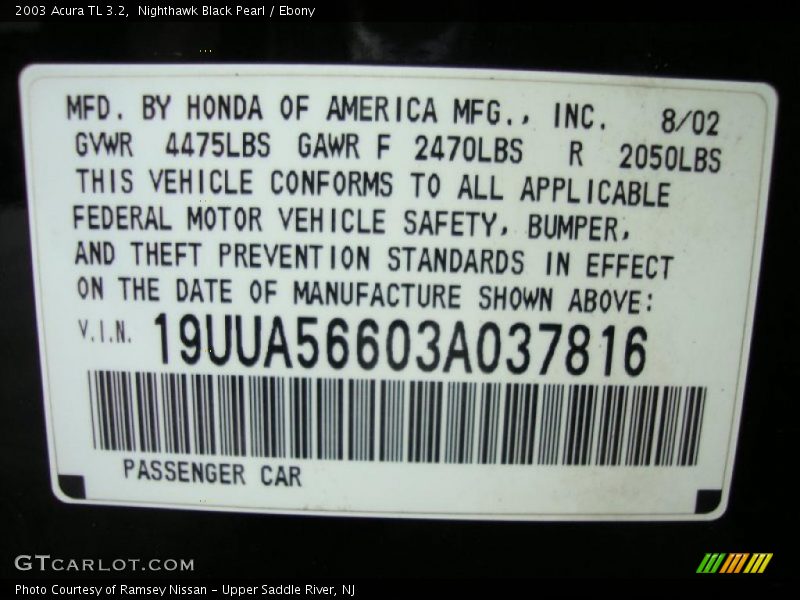 2003 Acura TL 3.2,  Nighthawk Black Pearl / Ebony
MFD. BY HONDA OF AMERICA MFG., INC. 8/02
GVWR 4475LBS GAWR F 2470LBS R 2050LBS
THIS VEHICLE CONFORMS TO ALL APPLICABLE
FEDERAL MOTOR VEHICLE SAFETY, BUMPER,
AND THEFT PREVENTION STANDARDS IN EFFECT
ON THE DATE OF MANUFACTURE SHOWN ABOVE:
V.I.N. 19UUA56603A037816
PASSENGER CAR
GTCARLOT.COM
Photo Courtesy of Ramsey Nissan - Upper Saddle River, NJ